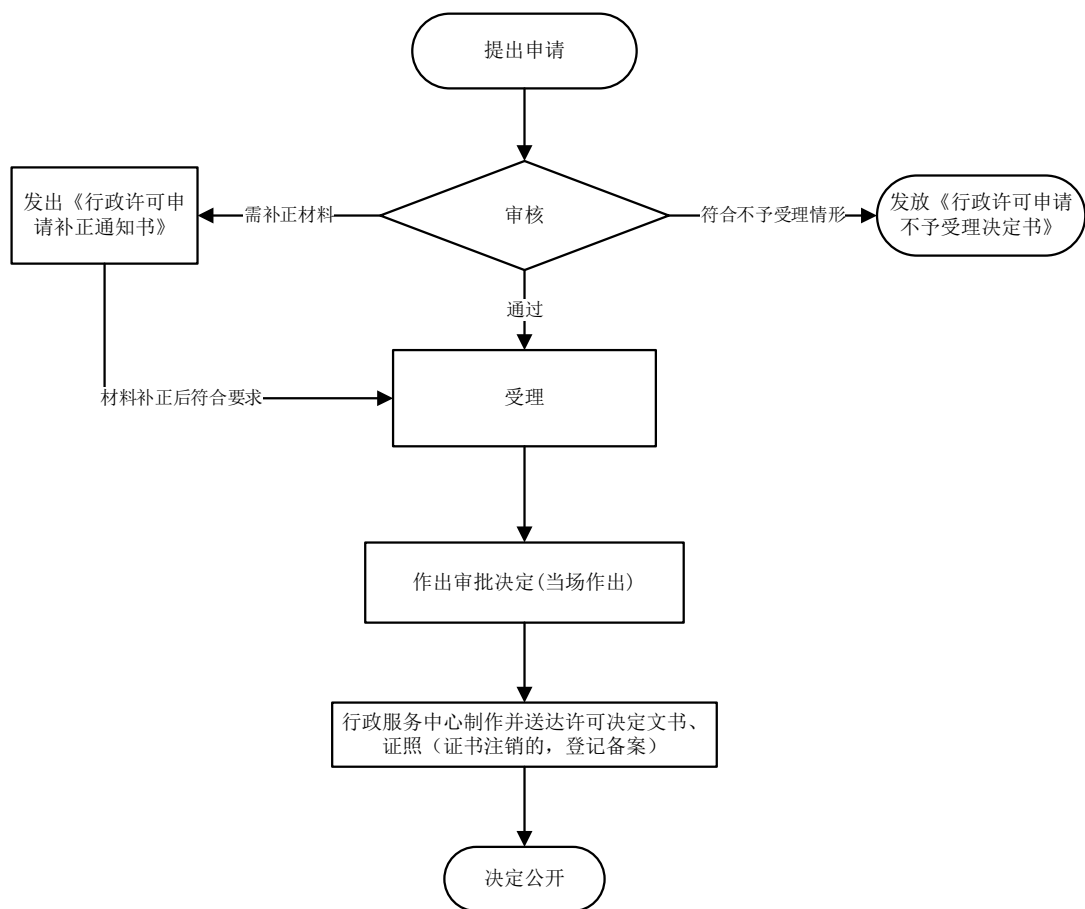 提出申请
发出《行政许可申
请补正通知书》
需补正材料
审核
符合不予受理情形
发放《行政许可申请
不予受理决定书》
通过
材料补正后符合要求
受理
作出审批决定(当场作出)
行政服务中心制作并送达许可决定文书、
证照（证书注销的，登记备案）
决定公开